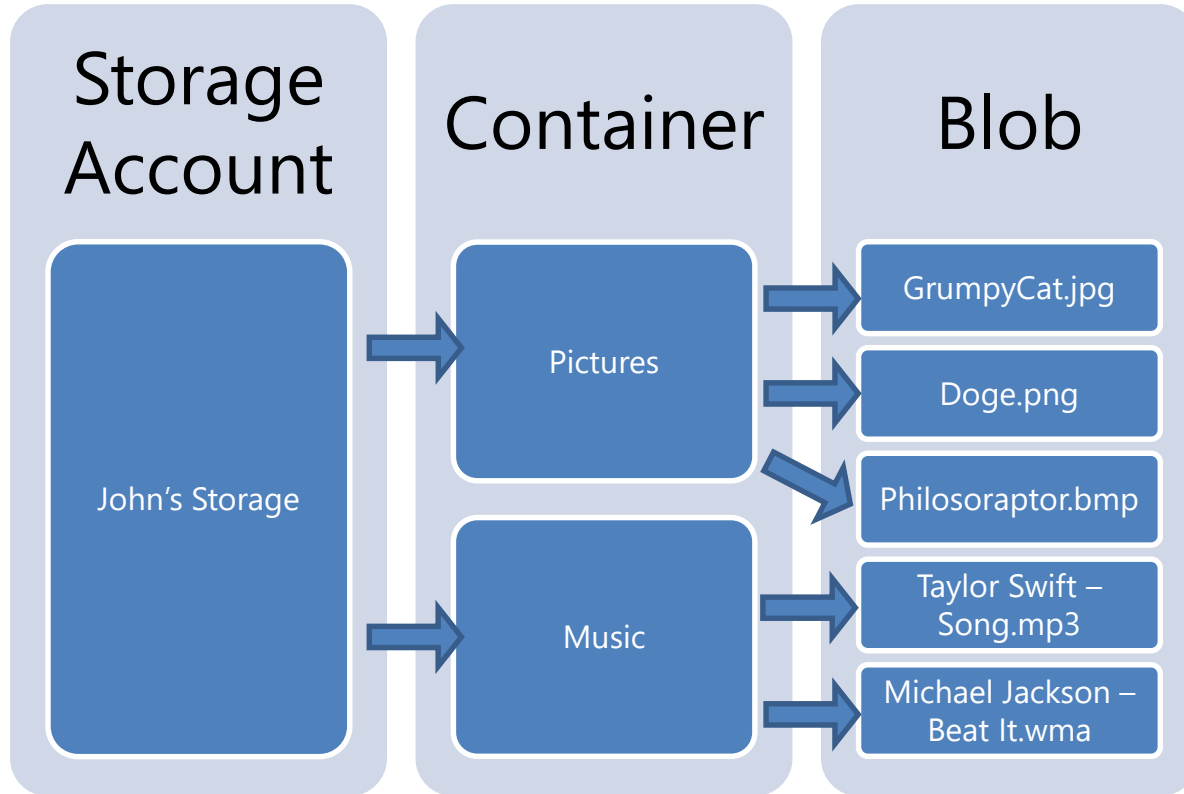 Storage
Account
Container
Blob
John’s Storage
Pictures
Music
GrumpyCat.jpg
Doge.png
Philosoraptor.bmp
Taylor Swift –
Song.mp3
Michael Jackson –
Beat It.wma